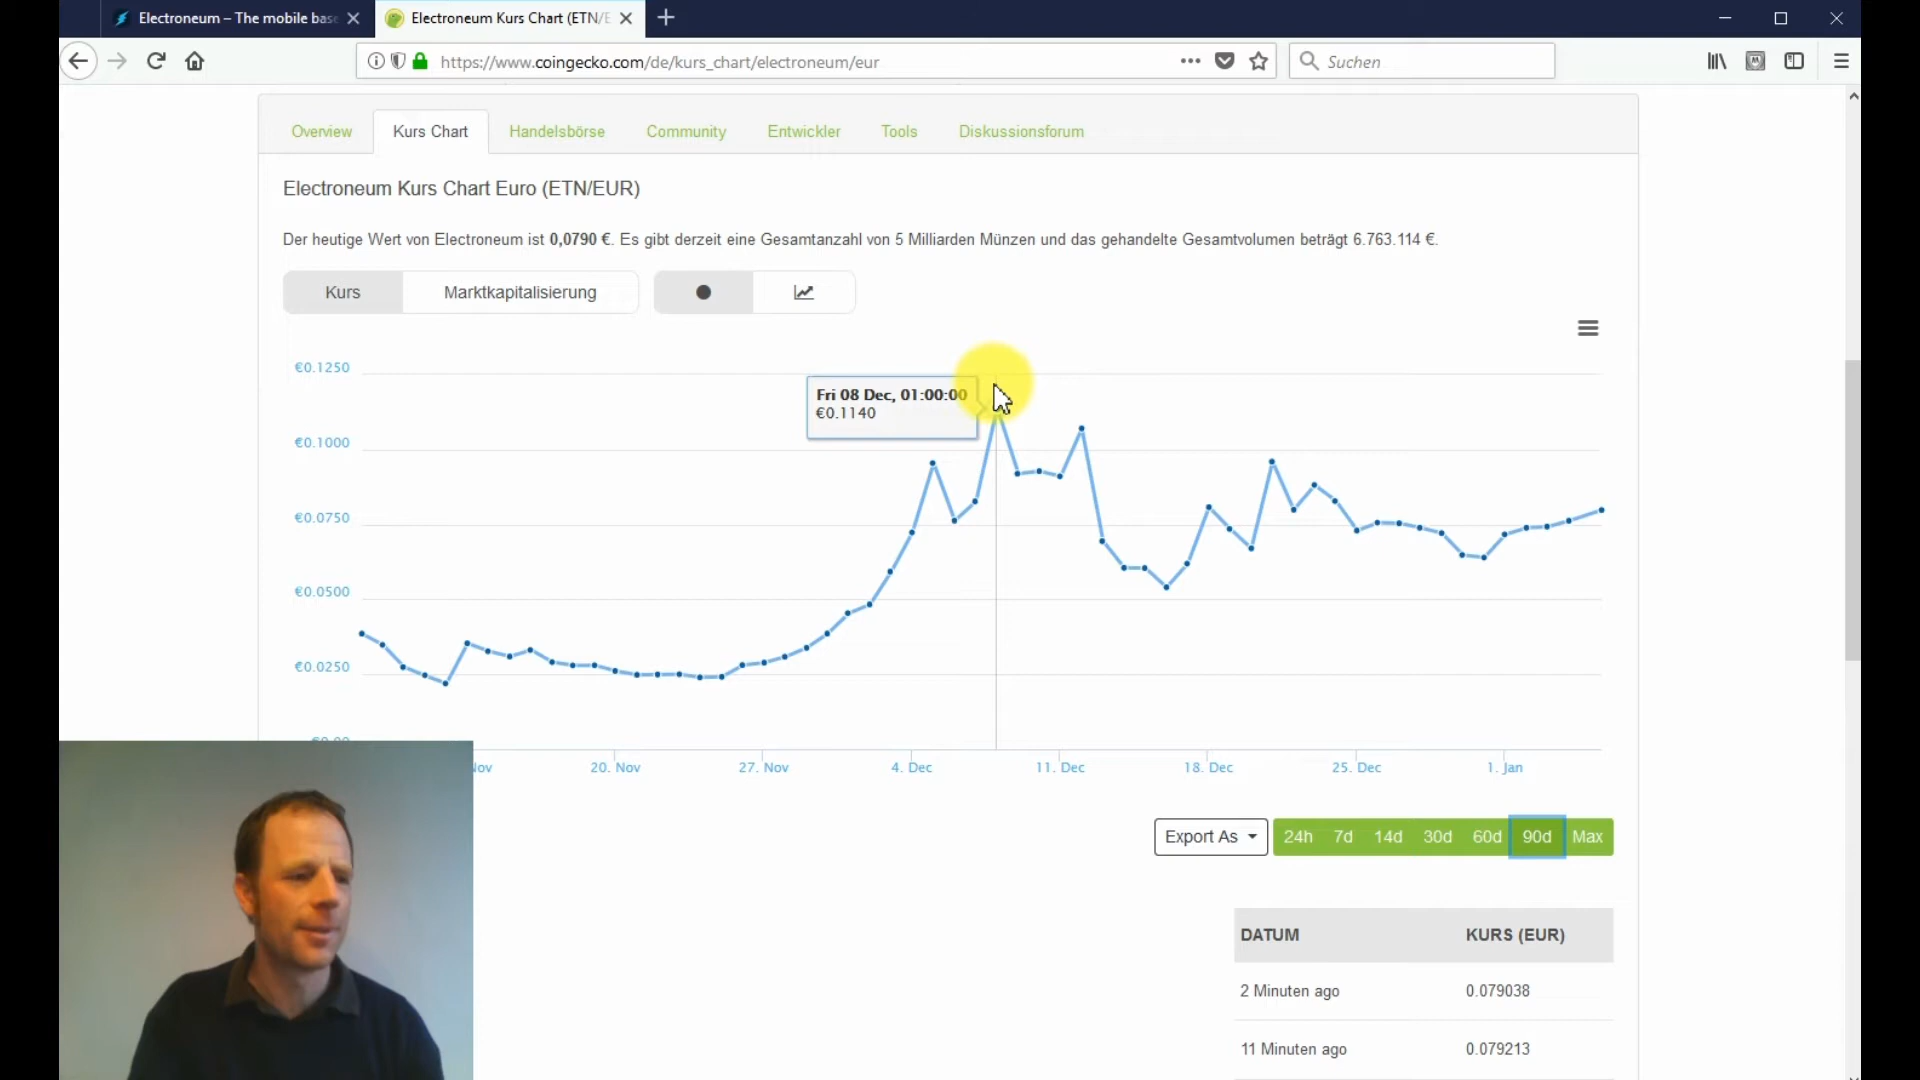 Electroneum – The mobile base
Electroneum Kurs Chart (ETN/E
https://www.coingecko.com/de/kurs_chart/electroneum/eur
Suchen
Overview
Kurs Chart
Handelsbörse
Community
Entwickler
Tools
Diskussionsforum
Electroneum Kurs Chart Euro (ETN/EUR)
Der heutige Wert von Electroneum ist 0,0790 €. Es gibt derzeit eine Gesamtanzahl von 5 Milliarden Münzen und das gehandelte Gesamtvolumen beträgt 6.763.114 €.
Kurs
Marktkapitalisierung
€0.1250
Fri 08 Dec, 01:00:00
€0.1140
€0.1000
€0.0750
€0.0500
€0.0250
20. Nov
27. Nov
4. Dec
11. Dec
18. Dec
25. Dec
1. Jan
Export As
24h
7d
14d
30d
60d
90d
Max
DATUM
KURS (EUR)
2 Minuten ago
0.079038
11 Minuten ago
0.079213